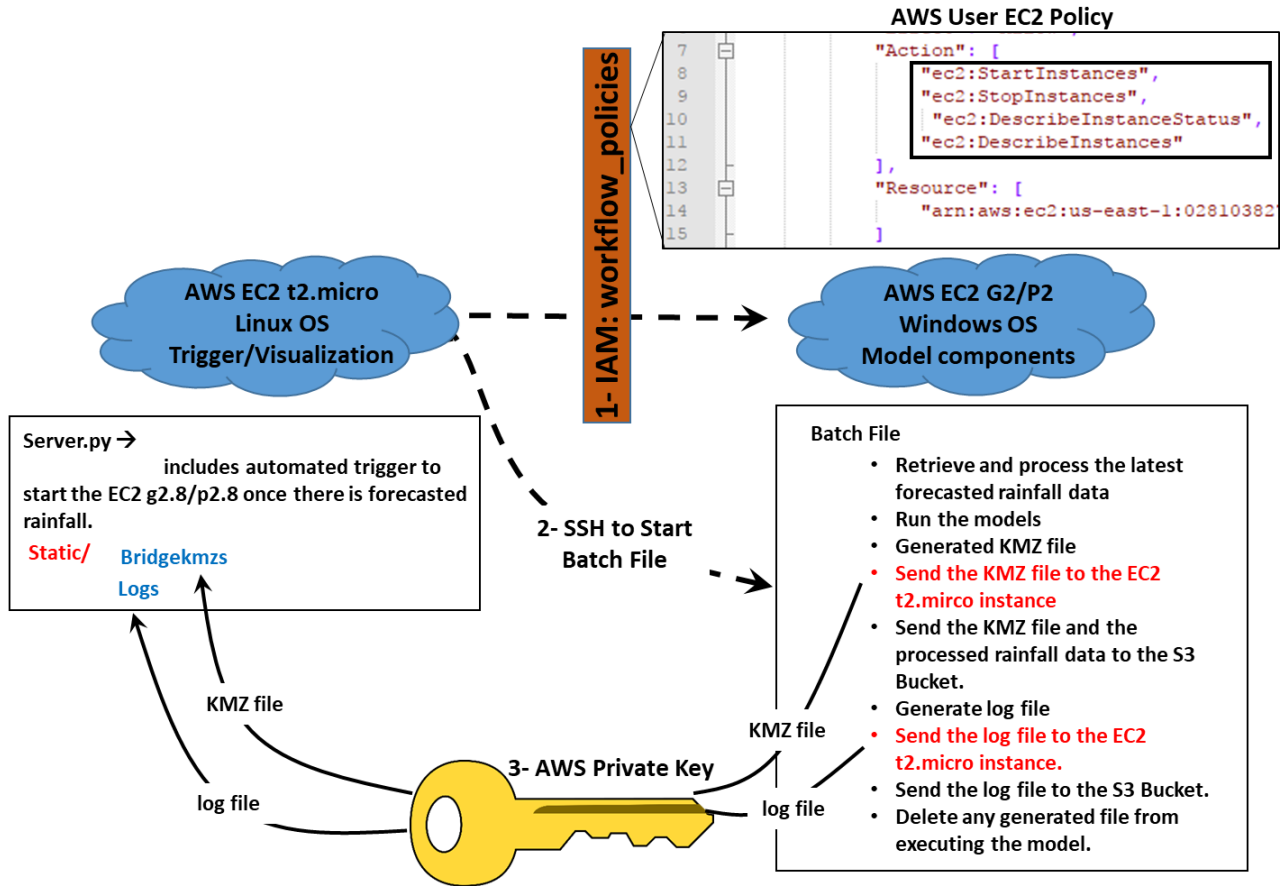 AWS User EC2 Policy
7 "Action": [
8 "ec2:StartInstances",
9 "ec2:StopInstances",
10 "ec2:DescribeInstanceStatus",
11 "ec2:DescribeInstances"
12 ],
13 "Resource": [
14 "arn:aws:ec2:us-east-1:02810382
15 ]
1- IAM: workflow_policies
AWS EC2 t2.micro
Linux OS
Trigger/Visualization
AWS EC2 G2/P2
Windows OS
Model components
Server.py →
includes automated trigger to
start the EC2 g2.8/p2.8 once there is forecasted
rainfall.
Static/ Bridgekmzs
Logs
2- SSH to Start
Batch File
Batch File
• Retrieve and process the latest
forecasted rainfall data
• Run the models
• Generated KMZ file
• Send the KMZ file to the EC2
t2.mirco instance
• Send the KMZ file and the
processed rainfall data to the S3
Bucket.
• Generate log file
• Send the log file to the EC2
t2.micro instance.
• Send the log file to the S3 Bucket.
• Delete any generated file from
executing the model.
KMZ file
log file
3- AWS Private Key
KMZ file
log file